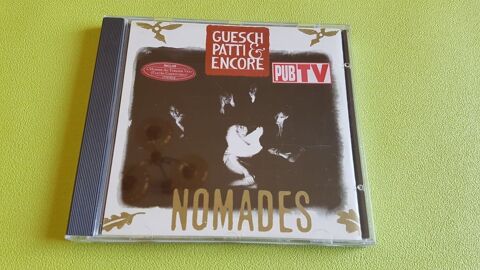 GUESCH
PATTI &
ENCORE
PUB TV
NOMADES